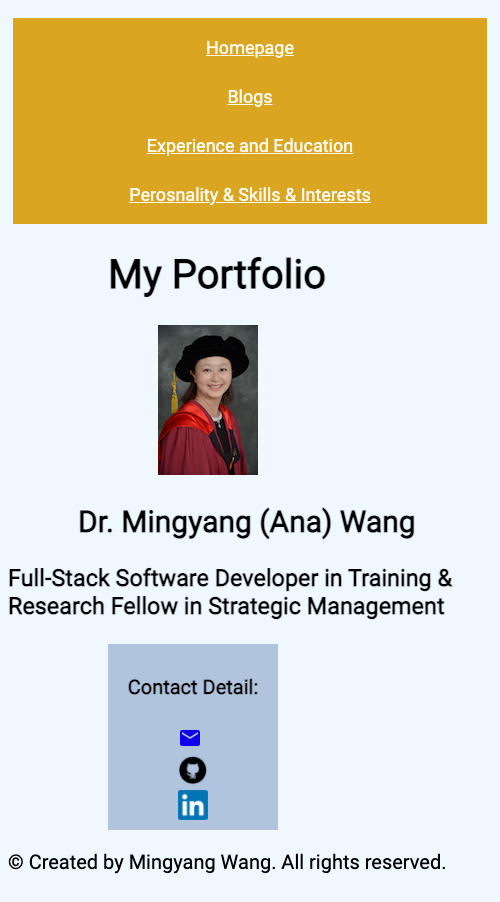 Homepage
Blogs
Experience and Education
Perosnality & Skills & Interests
My Portfolio
Dr. Mingyang (Ana) Wang
Full-Stack Software Developer in Training &
Research Fellow in Strategic Management
Contact Detail:
in
© Created by Mingyang Wang. All rights reserved.